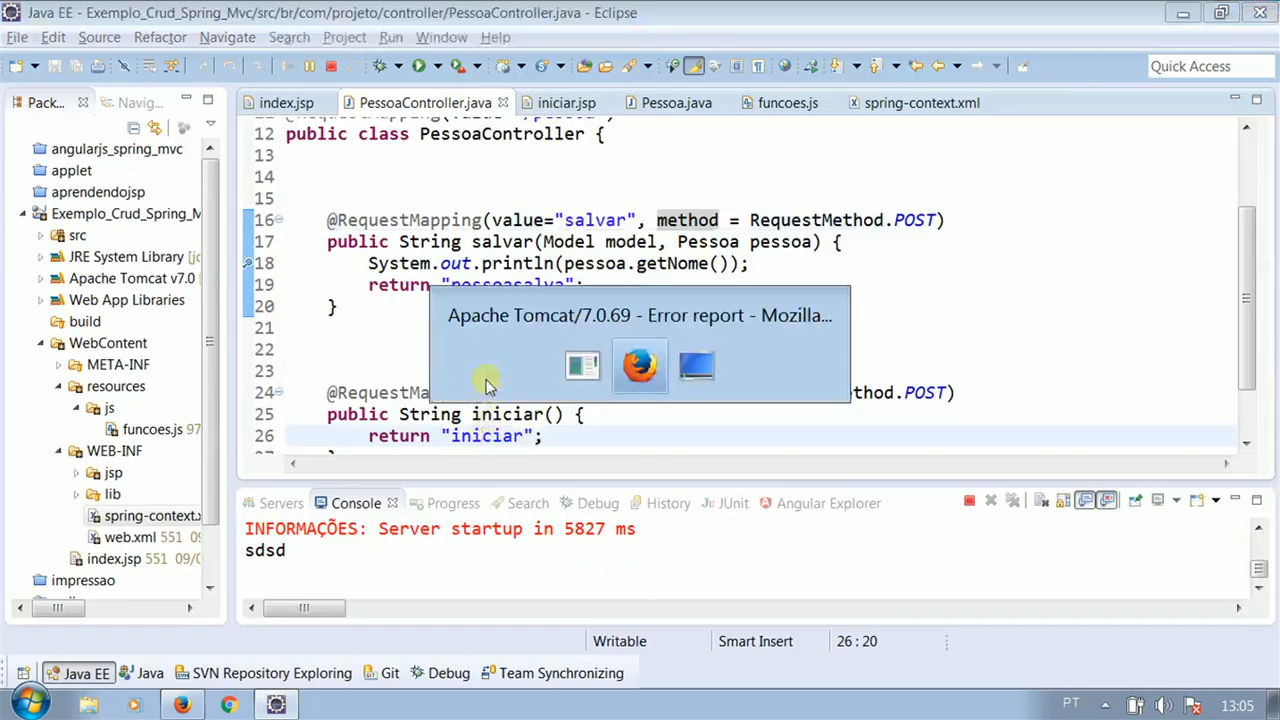 Java EE - Exemplo_Crud_Spring_Mvc/src/br/com/projeto/controller/PessoaController.java - Eclipse
File Edit Source Refactor Navigate Search Project Run Window Help
Quick Access
Pack... Navig...
index.jsp PessoaController.java iniciar.jsp Pessoa.java funcoes.js spring-context.xml
angularjs_spring_mvc
applet
aprendendojsp
Exemplo_Crud_Spring_M
src
JRE System Library [jc
Apache Tomcat v7.0 [
Web App Libraries
build
WebContent
META-INF
resources
js
funcoes.js 97
WEB-INF
jsp
lib
spring-context.x
web.xml 551 09
index.jsp 551 09/0
impressao
12 public class PessoaController {
13
14
15
16 @RequestMapping(value="salvar", method = RequestMethod.POST)
17 public String salvar(Model model, Pessoa pessoa) {
18 System.out.println(pessoa.getNome());
19 return "pessoasalva";
20 }
21
22
23
24 @RequestMa thod.POST)
25 public String iniciar() {
26 return "iniciar";
Apache Tomcat/7.0.69 - Error report - Mozilla...
Servers Console Progress Search Debug History JUnit Angular Explorer
INFORMAÇÕES: Server startup in 5827 ms
sdsd
Writable Smart Insert 26 : 20
Java EE Java SVN Repository Exploring Git Debug Team Synchronizing
PT 13:05